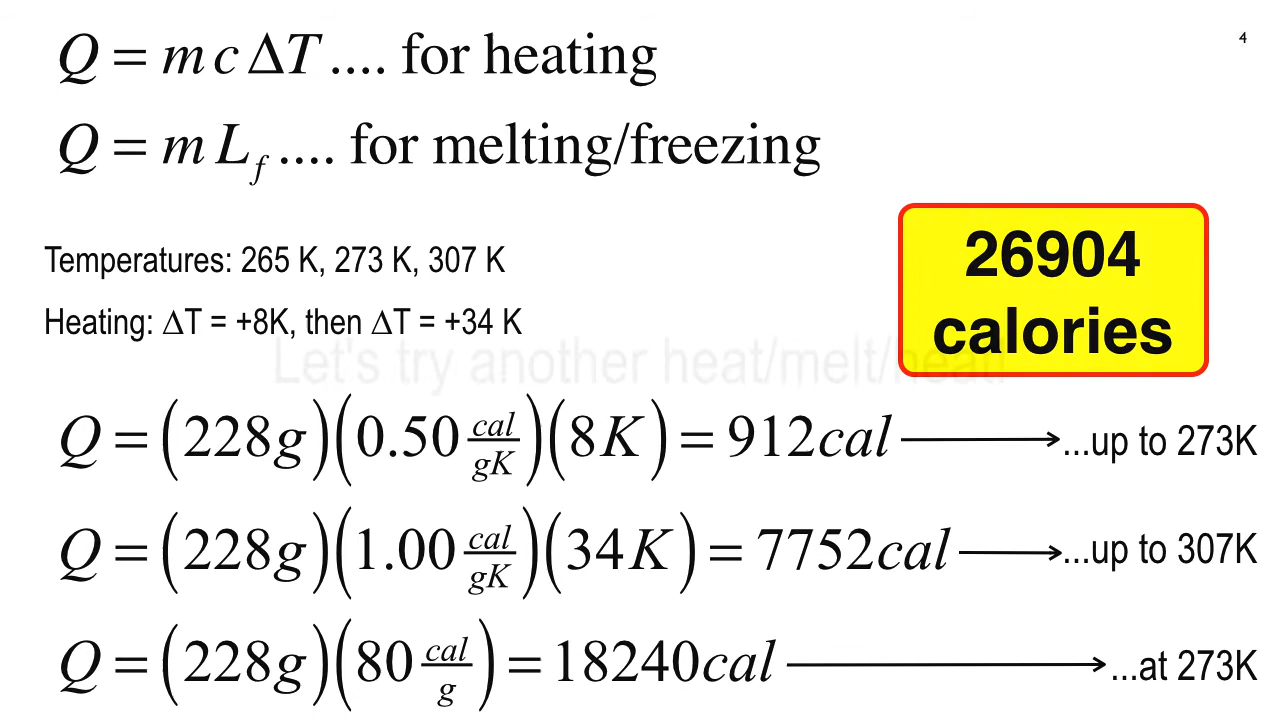 4
Q = m c ΔT .... for heating
Q = m L_f .... for melting/freezing
Temperatures: 265 K, 273 K, 307 K
Heating: ΔT = +8K, then ΔT = +34 K
26904
calories
Let's try another heat/melt/heat!
Q = (228g)(0.50 cal/gK)(8K) = 912cal ...up to 273K
Q = (228g)(1.00 cal/gK)(34K) = 7752cal ...up to 307K
Q = (228g)(80 cal/g) = 18240cal ...at 273K